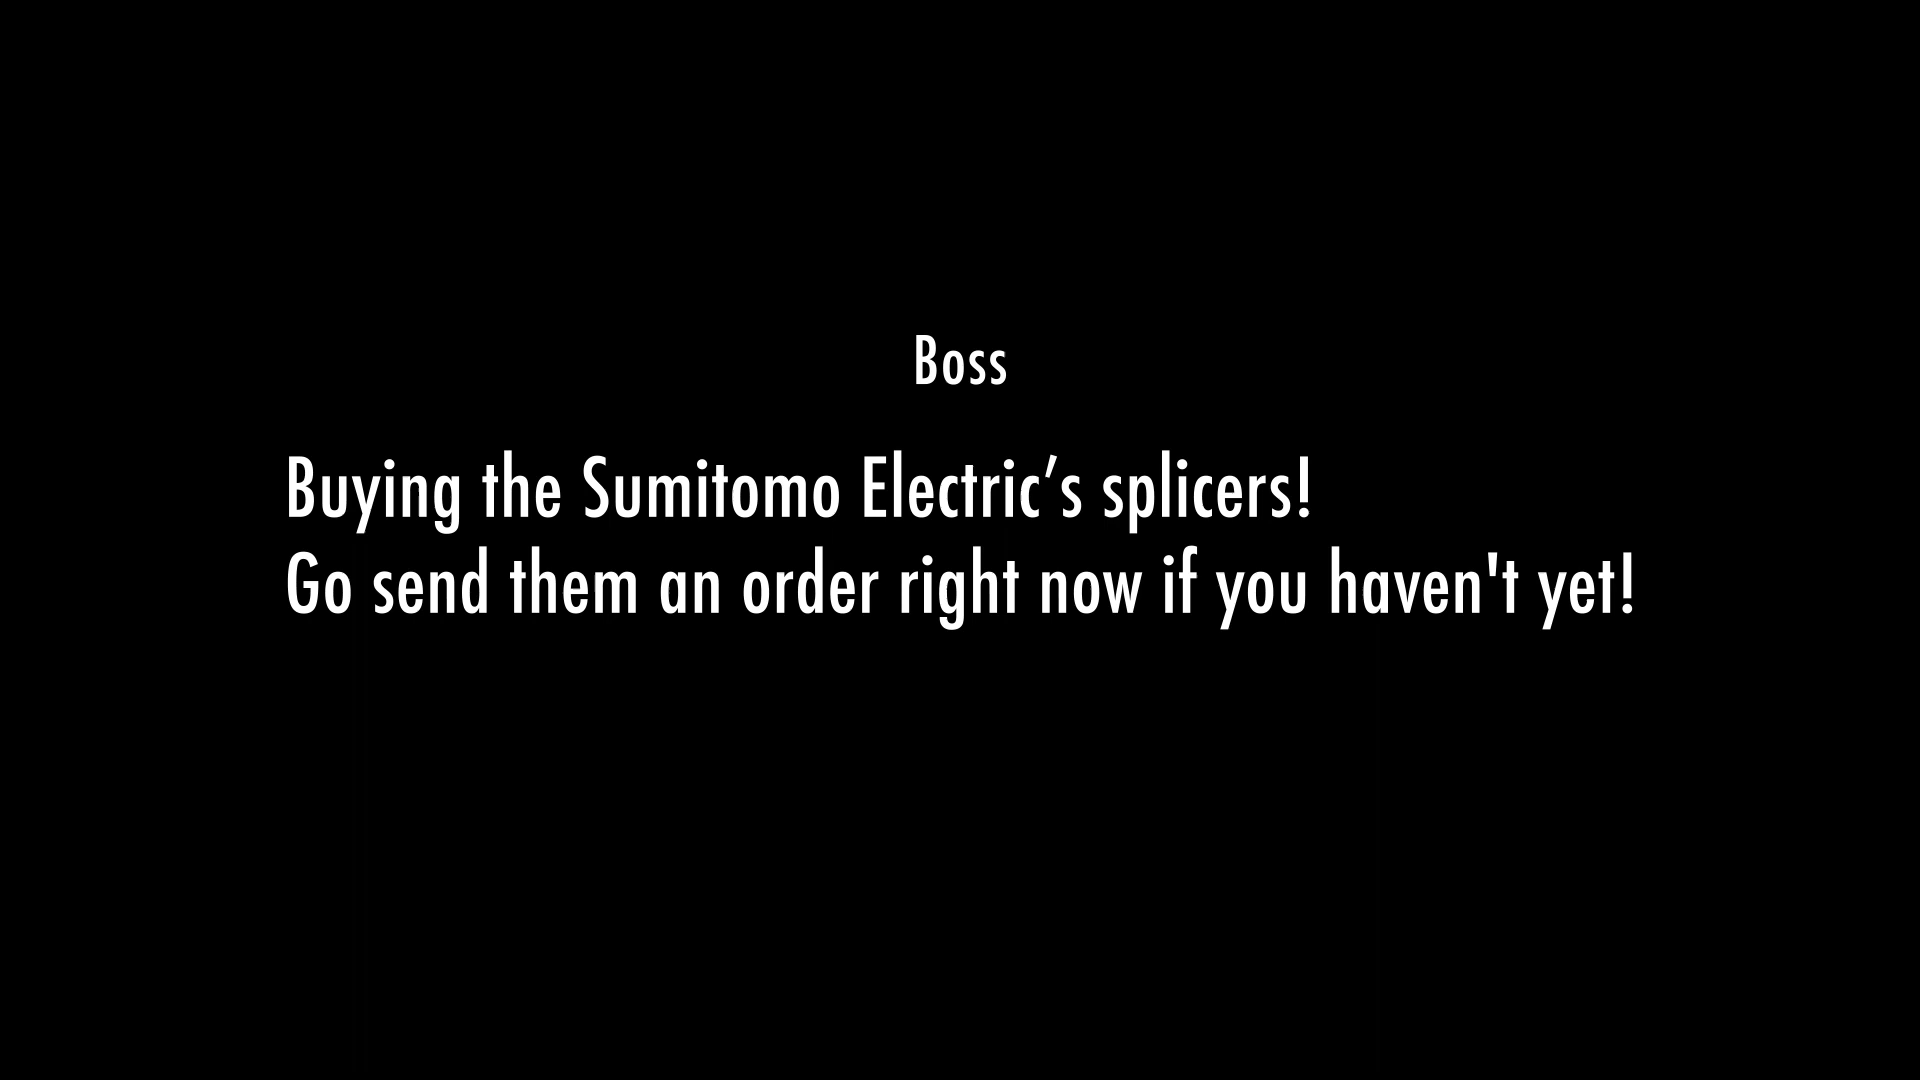 Boss
Buying the Sumitomo Electric’s splicers!
Go send them an order right now if you haven't yet!